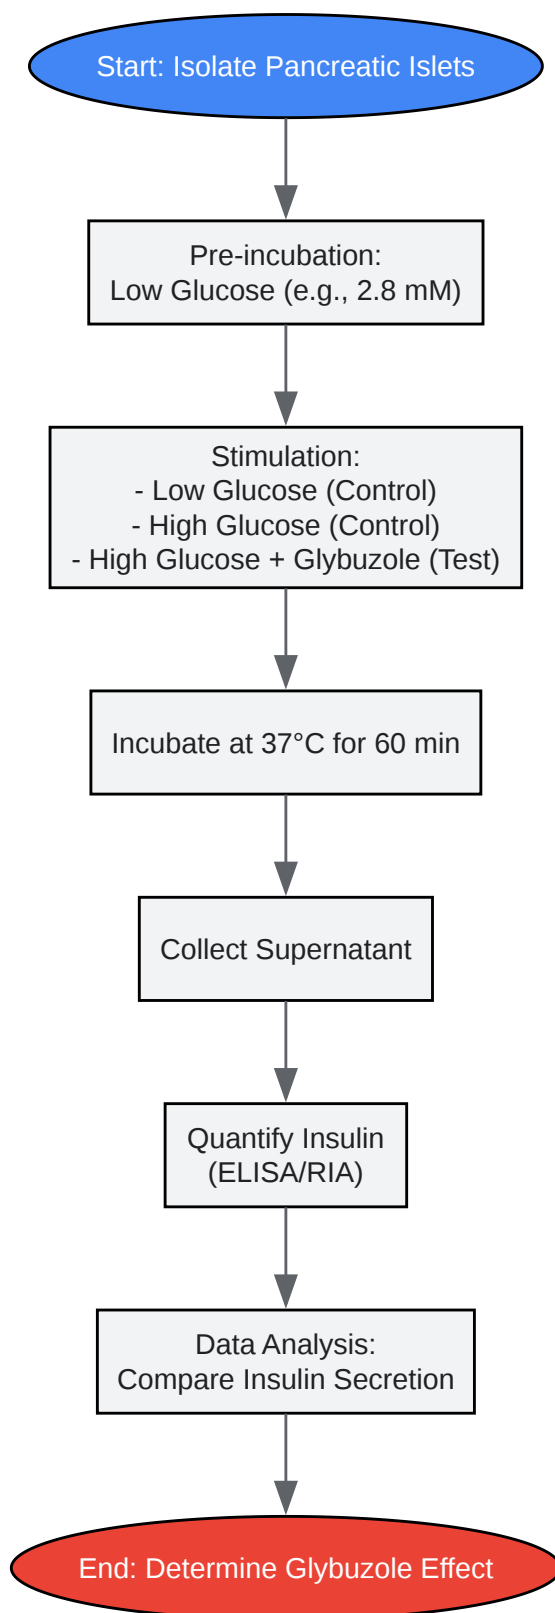 Start: Isolate Pancreatic Islets
Pre-incubation:
Low Glucose (e.g., 2.8 mM)
Stimulation:
- Low Glucose (Control)
- High Glucose (Control)
- High Glucose + Glybuzole (Test)
Incubate at 37°C for 60 min
Collect Supernatant
Quantify Insulin
(ELISA/RIA)
Data Analysis:
Compare Insulin Secretion
End: Determine Glybuzole Effect